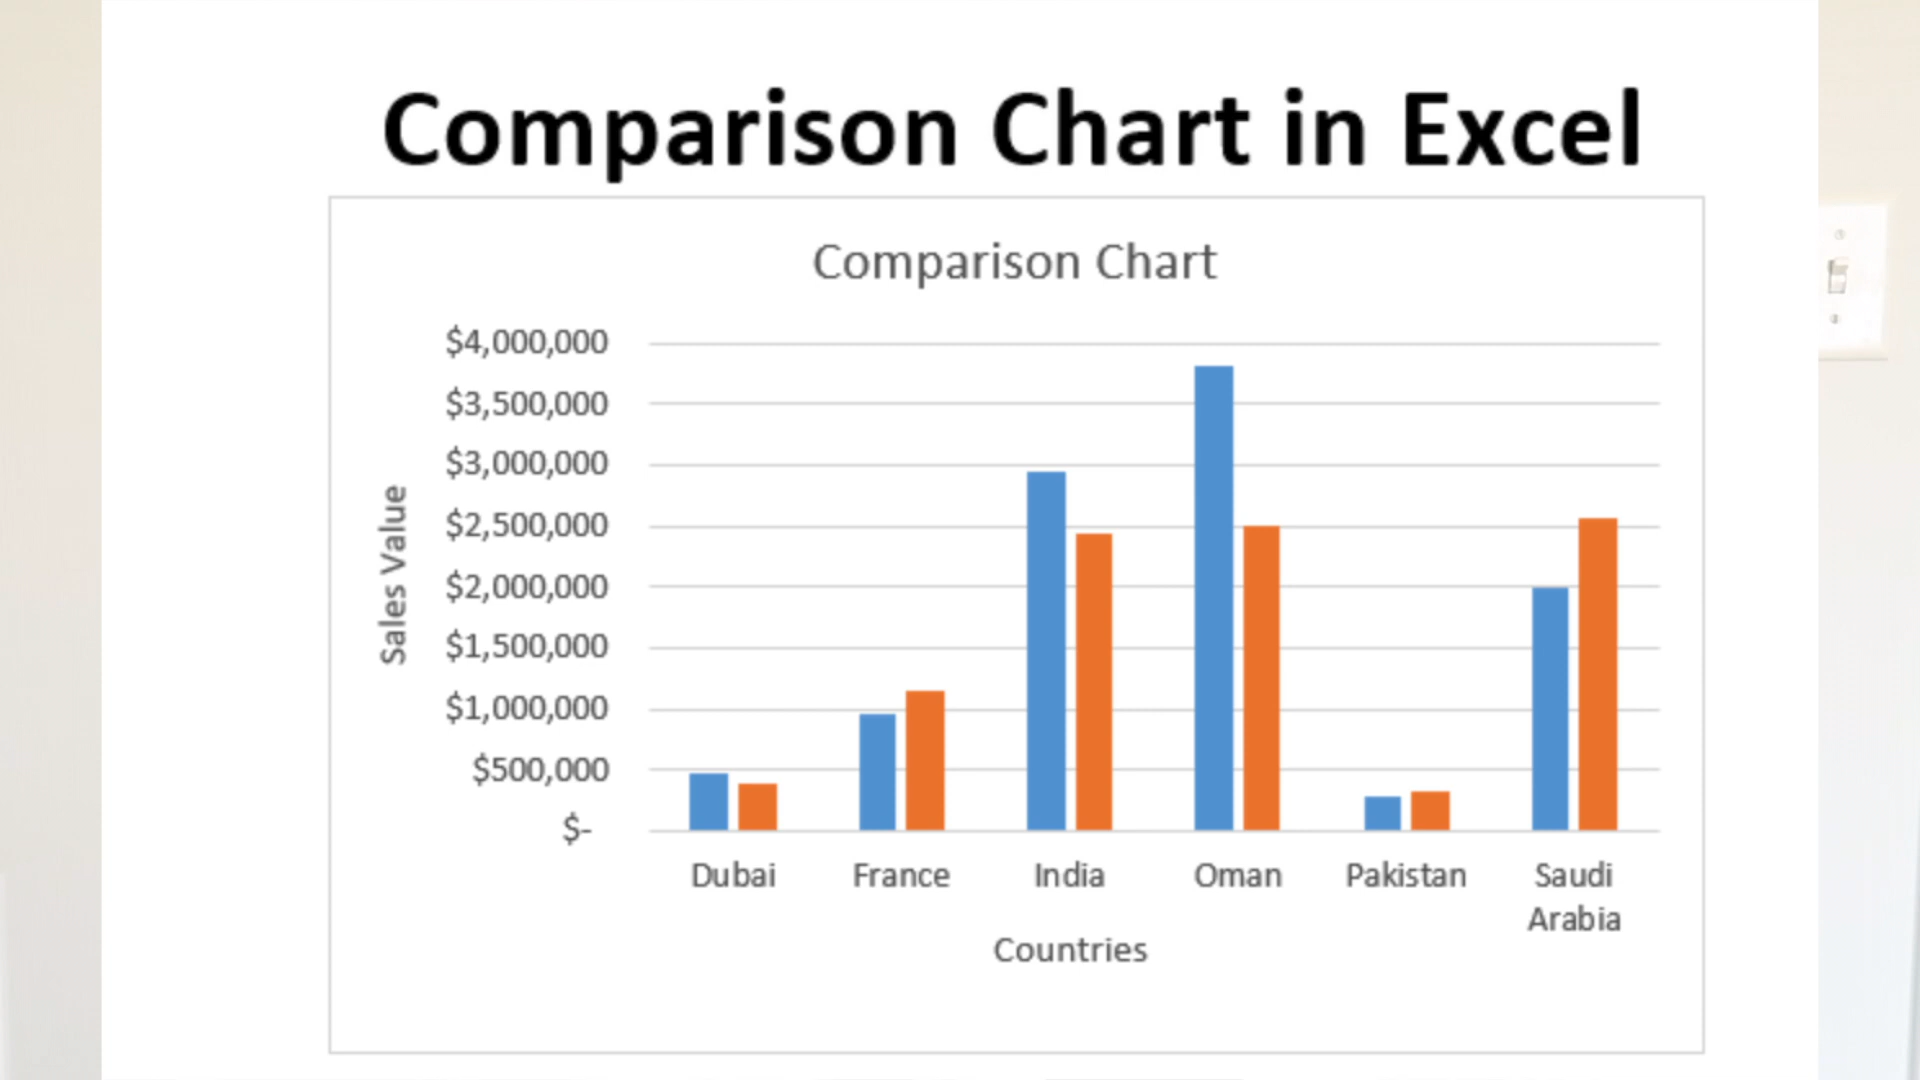 Comparison Chart in Excel
Comparison Chart
$4,000,000
$3,500,000
$3,000,000
$2,500,000
$2,000,000
$1,500,000
$1,000,000
$500,000
$-
Sales Value
Dubai France India Oman Pakistan Saudi Arabia
Countries